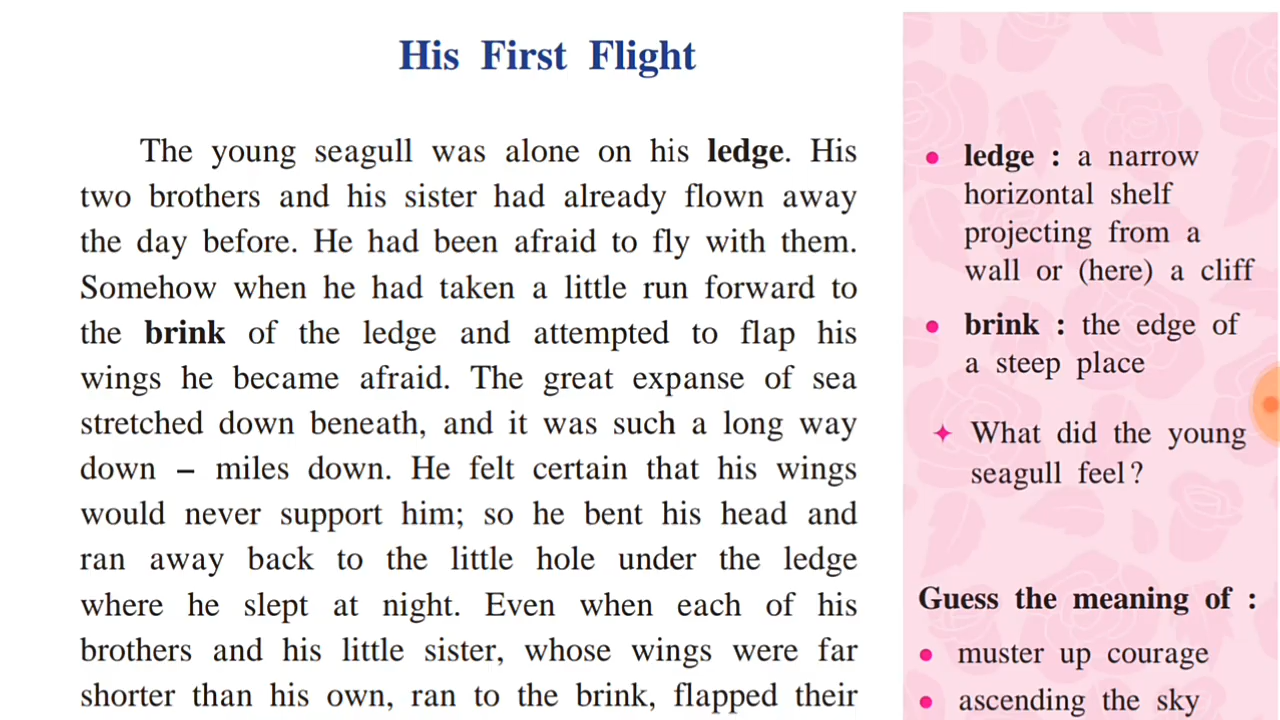 His First Flight
The young seagull was alone on his ledge. His
two brothers and his sister had already flown away
the day before. He had been afraid to fly with them.
Somehow when he had taken a little run forward to
the brink of the ledge and attempted to flap his
wings he became afraid. The great expanse of sea
stretched down beneath, and it was such a long way
down – miles down. He felt certain that his wings
would never support him; so he bent his head and
ran away back to the little hole under the ledge
where he slept at night. Even when each of his
brothers and his little sister, whose wings were far
shorter than his own, ran to the brink, flapped their
• ledge : a narrow
horizontal shelf
projecting from a
wall or (here) a cliff
• brink : the edge of
a steep place
✦ What did the young
seagull feel?
Guess the meaning of :
• muster up courage
• ascending the sky